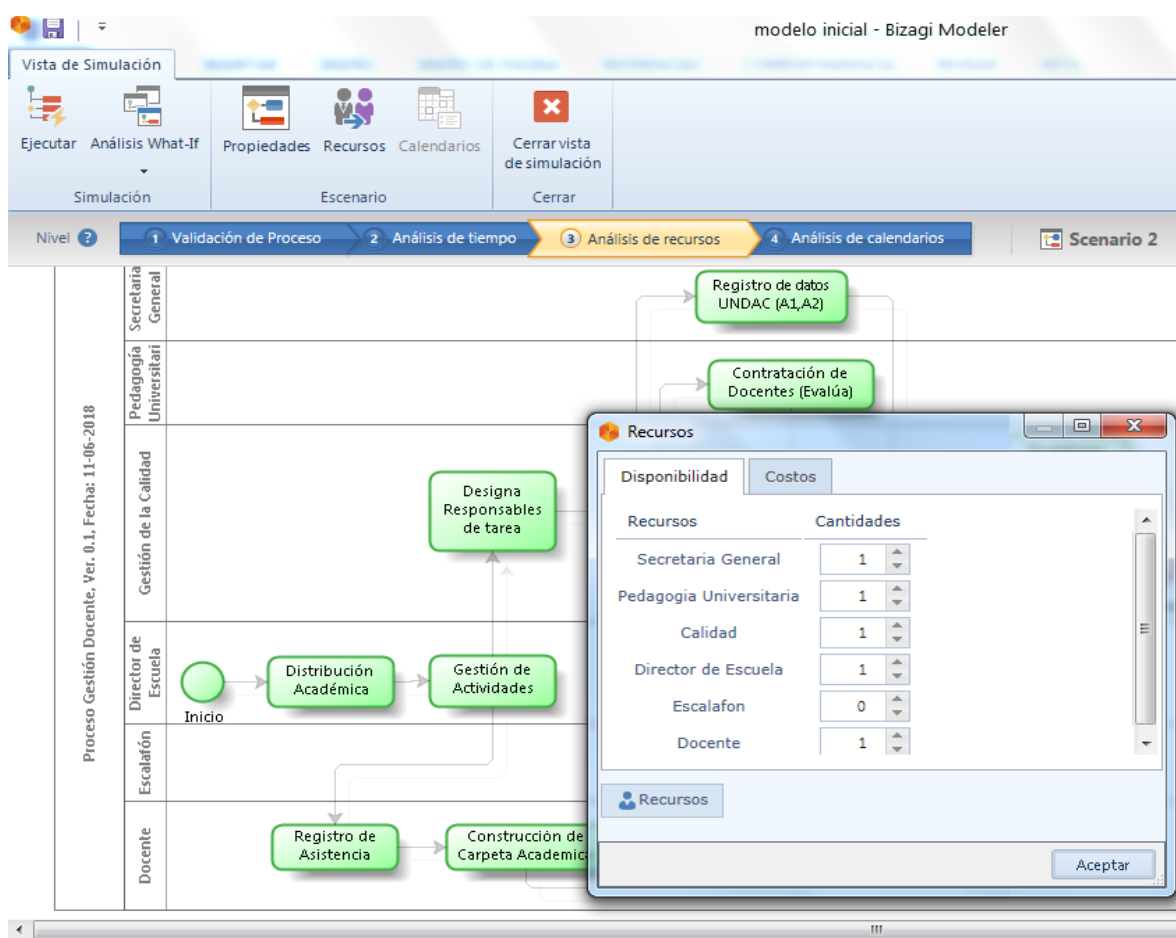 modelo inicial - Bizagi Modeler
Vista de Simulación
Ejecutar
Análisis What-If
Propiedades
Recursos
Calendarios
Cerrar vista
de simulación
Simulación
Escenario
Cerrar
Nivel ?
1 Validación de Proceso
2 Análisis de tiempo
3 Análisis de recursos
4 Análisis de calendarios
Scenario 2
Proceso Gestión Docente, Ver. 0.1, Fecha: 11-06-2018
Secretaria
General
Registro de datos
UNDAC (A1,A2)
Pedagogía
Universitari
Contratación de
Docentes (Evalúa)
Gestión de la Calidad
Designa
Responsables
de tarea
Director de
Escuela
Inicio
Distribución
Académica
Gestión de
Actividades
Escalafón
Docente
Registro de
Asistencia
Construcción de
Carpeta Academic
Recursos
Disponibilidad
Costos
Recursos Cantidades
Secretaria General 1
Pedagogia Universitaria 1
Calidad 1
Director de Escuela 1
Escalafon 0
Docente 1
Recursos
Aceptar